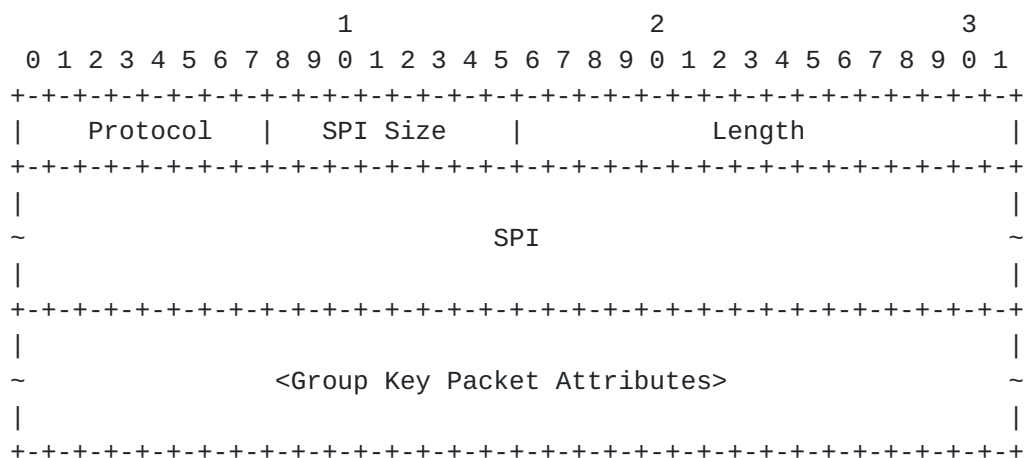 1                   2                   3
 0 1 2 3 4 5 6 7 8 9 0 1 2 3 4 5 6 7 8 9 0 1 2 3 4 5 6 7 8 9 0 1
+-+-+-+-+-+-+-+-+-+-+-+-+-+-+-+-+-+-+-+-+-+-+-+-+-+-+-+-+-+-+-+-+
|    Protocol   |   SPI Size    |            Length             |
+-+-+-+-+-+-+-+-+-+-+-+-+-+-+-+-+-+-+-+-+-+-+-+-+-+-+-+-+-+-+-+-+
|                                                               |
~                              SPI                              ~
|                                                               |
+-+-+-+-+-+-+-+-+-+-+-+-+-+-+-+-+-+-+-+-+-+-+-+-+-+-+-+-+-+-+-+-+
|                                                               |
~                <Group Key Packet Attributes>                  ~
|                                                               |
+-+-+-+-+-+-+-+-+-+-+-+-+-+-+-+-+-+-+-+-+-+-+-+-+-+-+-+-+-+-+-+-+